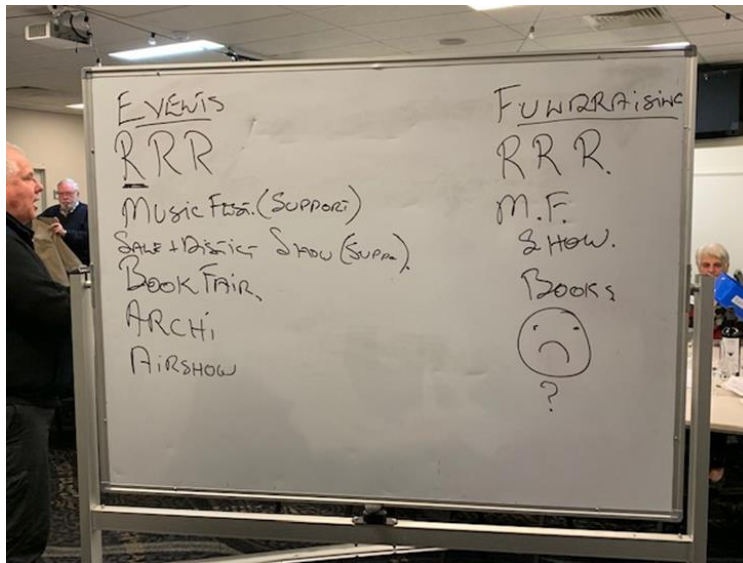 EVENTS
RRR
MUSIC FEST. (SUPPORT)
SALE + DISTRICT SHOW (SUPP.).
BOOK FAIR.
ARCHI
AIRSHOW
FUNDRAISING
RRR.
M.F.
SHOW.
BOOKS
?